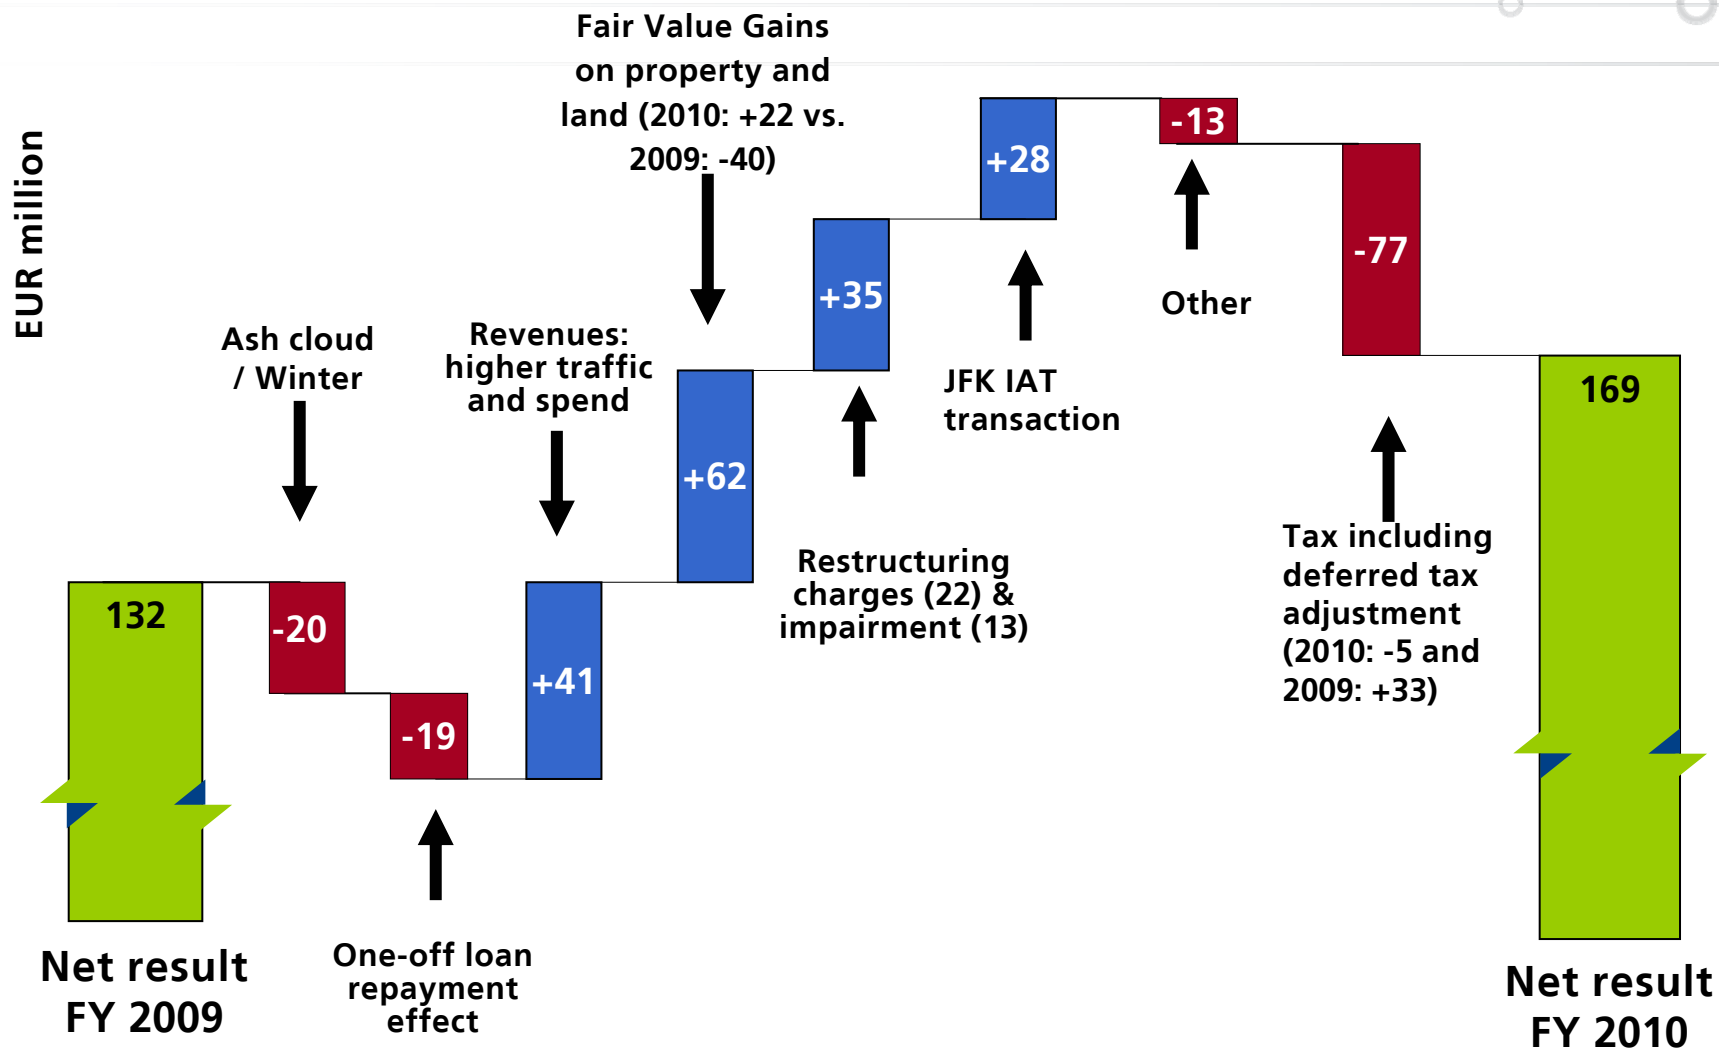 Fair Value Gains
on property and
land (2010: +22 vs.
2009: -40)
EUR million
Ash cloud
/ Winter
Revenues:
higher traffic
and spend
132
-20
-19
+41
+62
+35
+28
-13
-77
169
One-off loan
repayment
effect
Restructuring
charges (22) &
impairment (13)
JFK IAT
transaction
Other
Tax including
deferred tax
adjustment
(2010: -5 and
2009: +33)
Net result
FY 2009
Net result
FY 2010